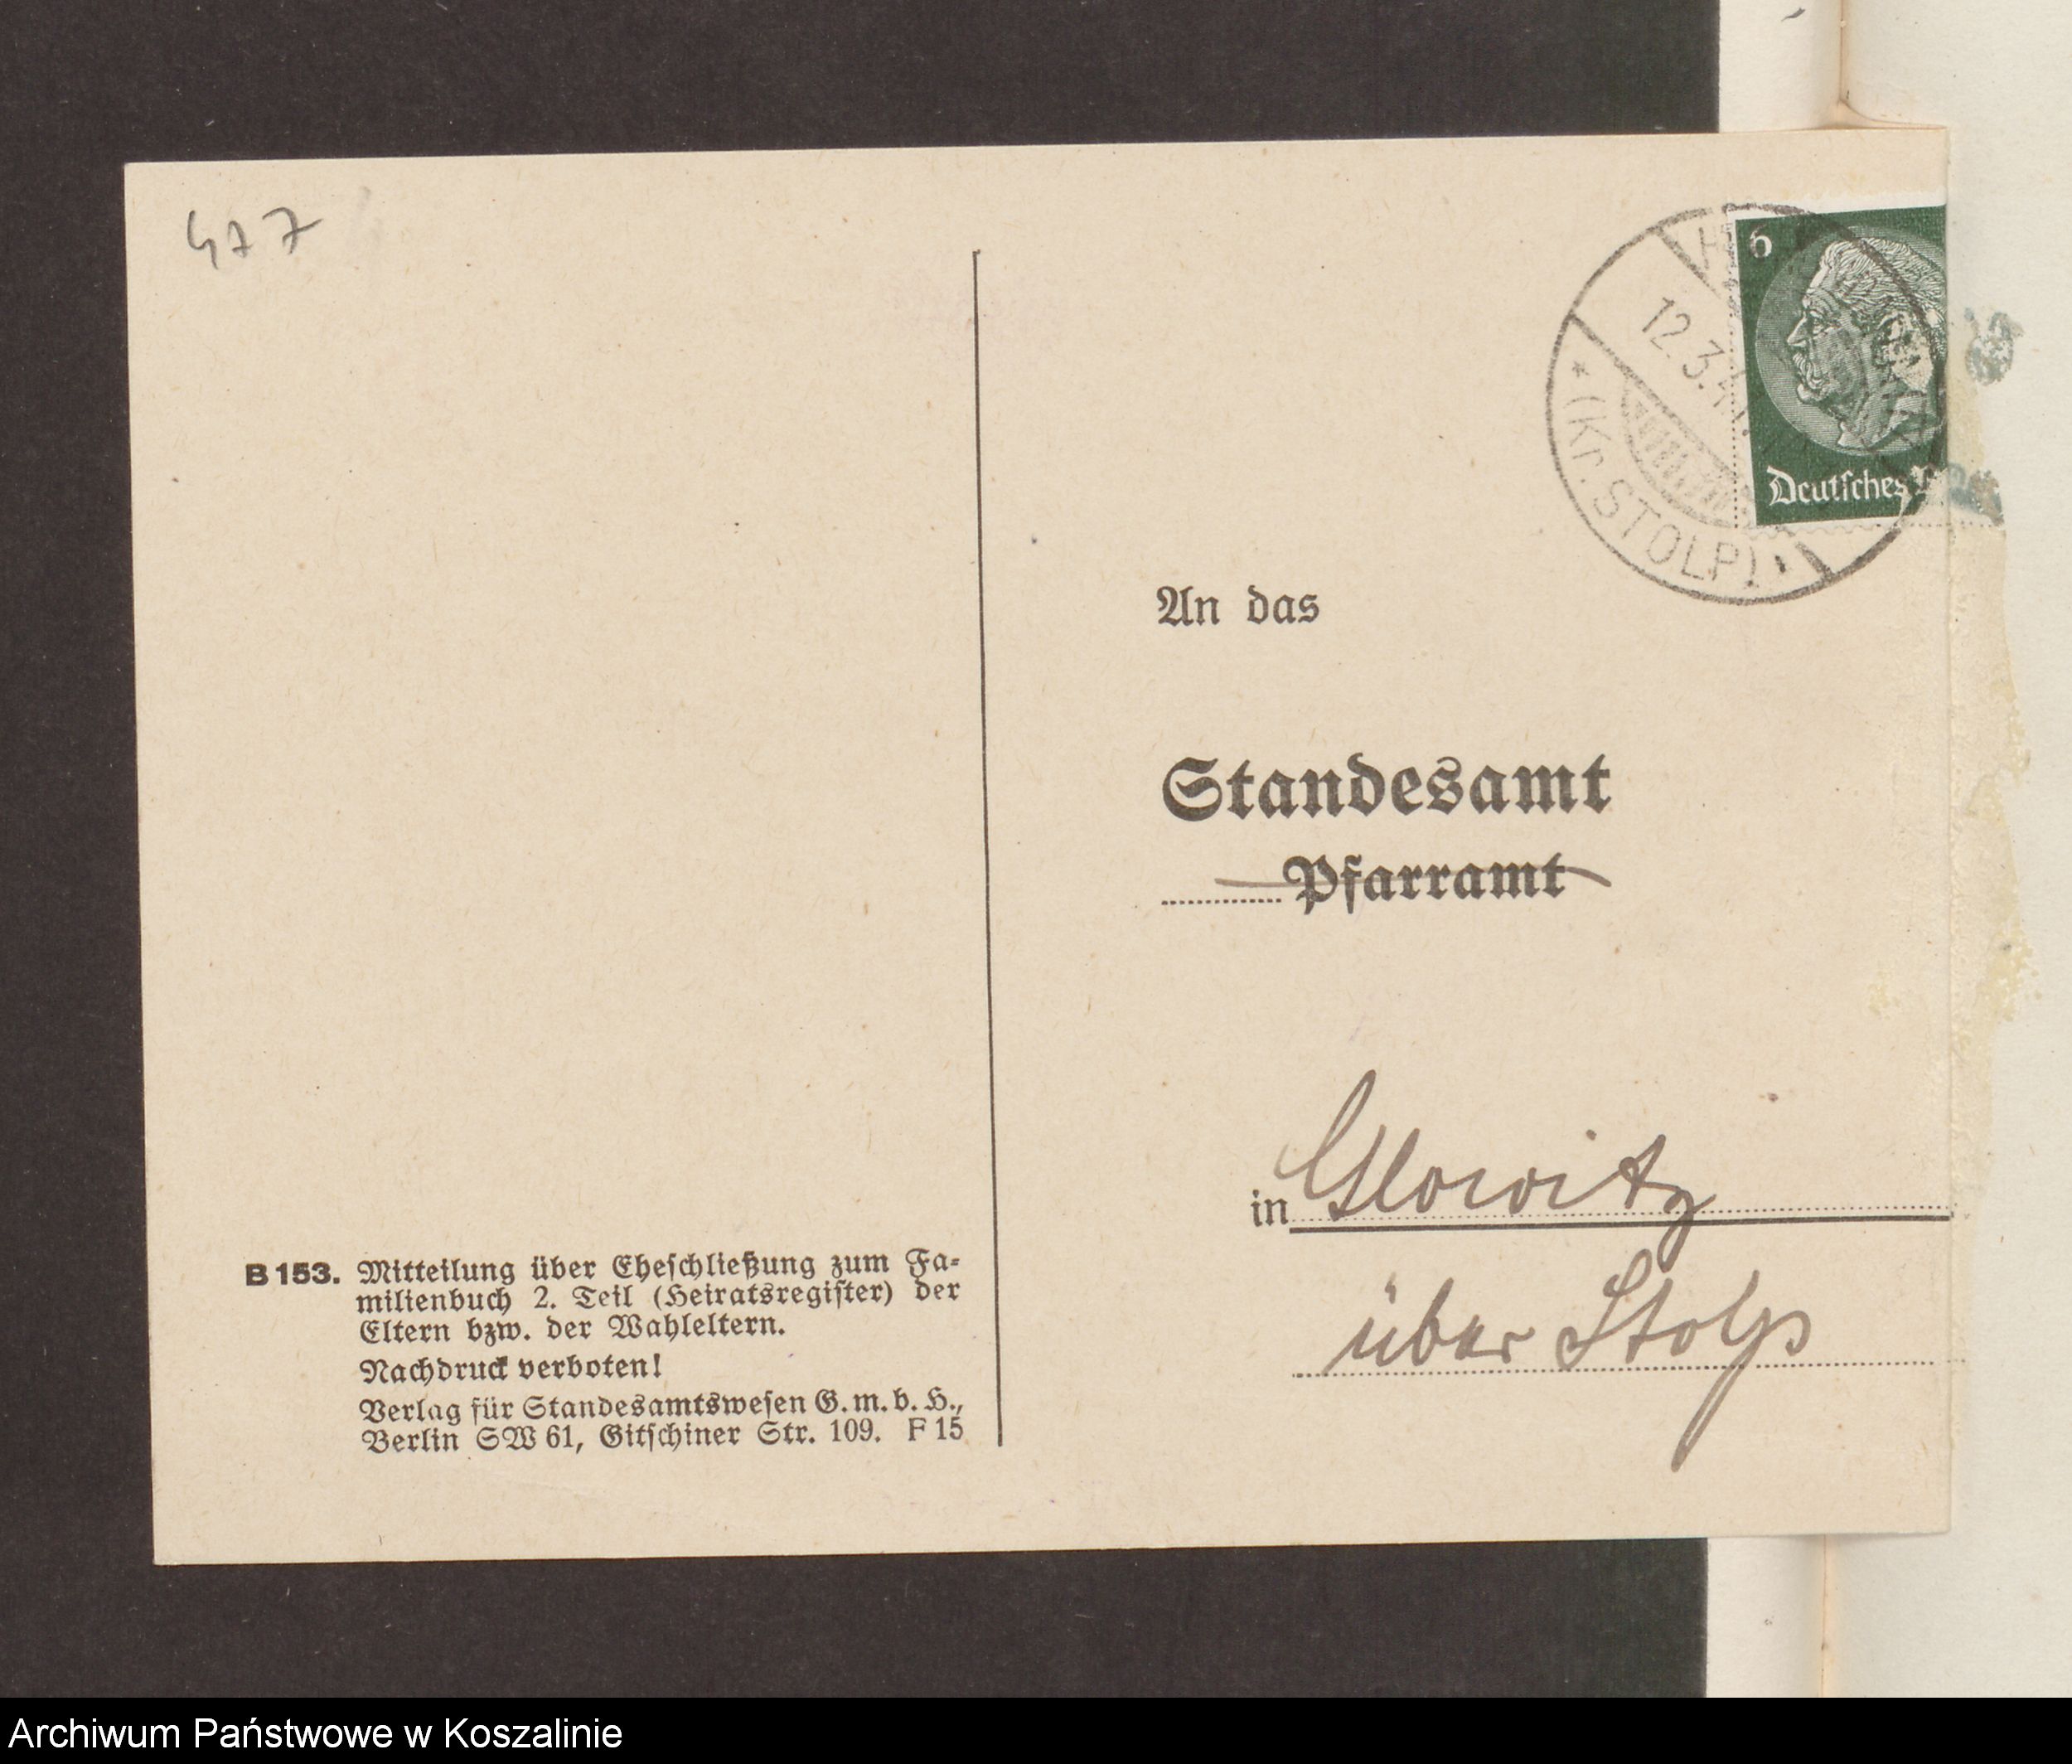 477
6
12.3.4
(Kr. STOLP)
Deutsches
An das
Standesamt
Pfarramt
in Glowitz
über Stolp
B 153. Mitteilung über Eheschließung zum Fa-
milienbuch 2. Teil (Heiratsregister) der
Eltern bzw. der Wahleltern.
Nachdruck verboten!
Verlag für Standesamtswesen G. m. b. H.,
Berlin SW 61, Gitschiner Str. 109. F 15
Archiwum Państwowe w Koszalinie